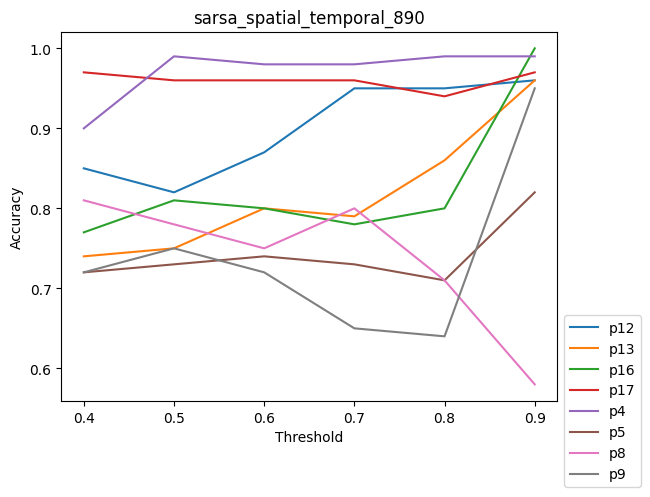 sarsa_spatial_temporal_890
Accuracy
1.0
0.9
0.8
0.7
0.6
0.4 0.5 0.6 0.7 0.8 0.9
Threshold
p12
p13
p16
p17
p4
p5
p8
p9